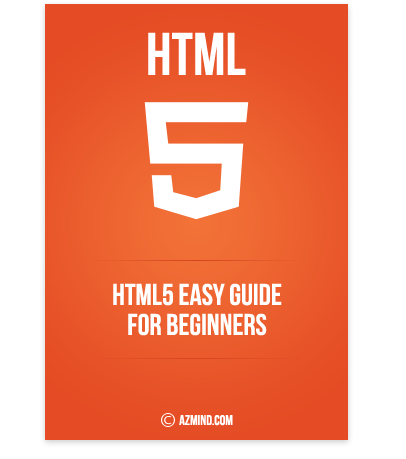 HTML
5
HTML5 EASY GUIDE
FOR BEGINNERS
© AZMIND.COM